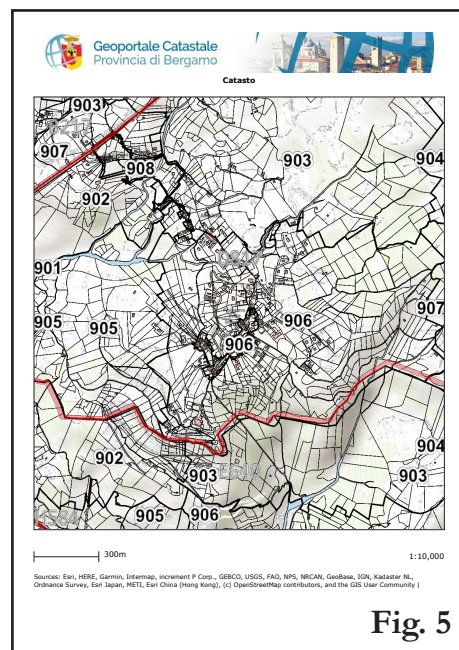 Geoportale Catastale
Provincia di Bergamo
Catasto
903
907
908
903
904
902
901
905
905
906
906
907
902
903
904
903
905
906
300m
1:10,000
Sources: Esri, HERE, Garmin, Intermap, increment P Corp., GEBCO, USGS, FAO, NPS, NRCAN, GeoBase, IGN, Kadaster NL,
Ordnance Survey, Esri Japan, METI, Esri China (Hong Kong), (c) OpenStreetMap contributors, and the GIS User Community |
Fig. 5